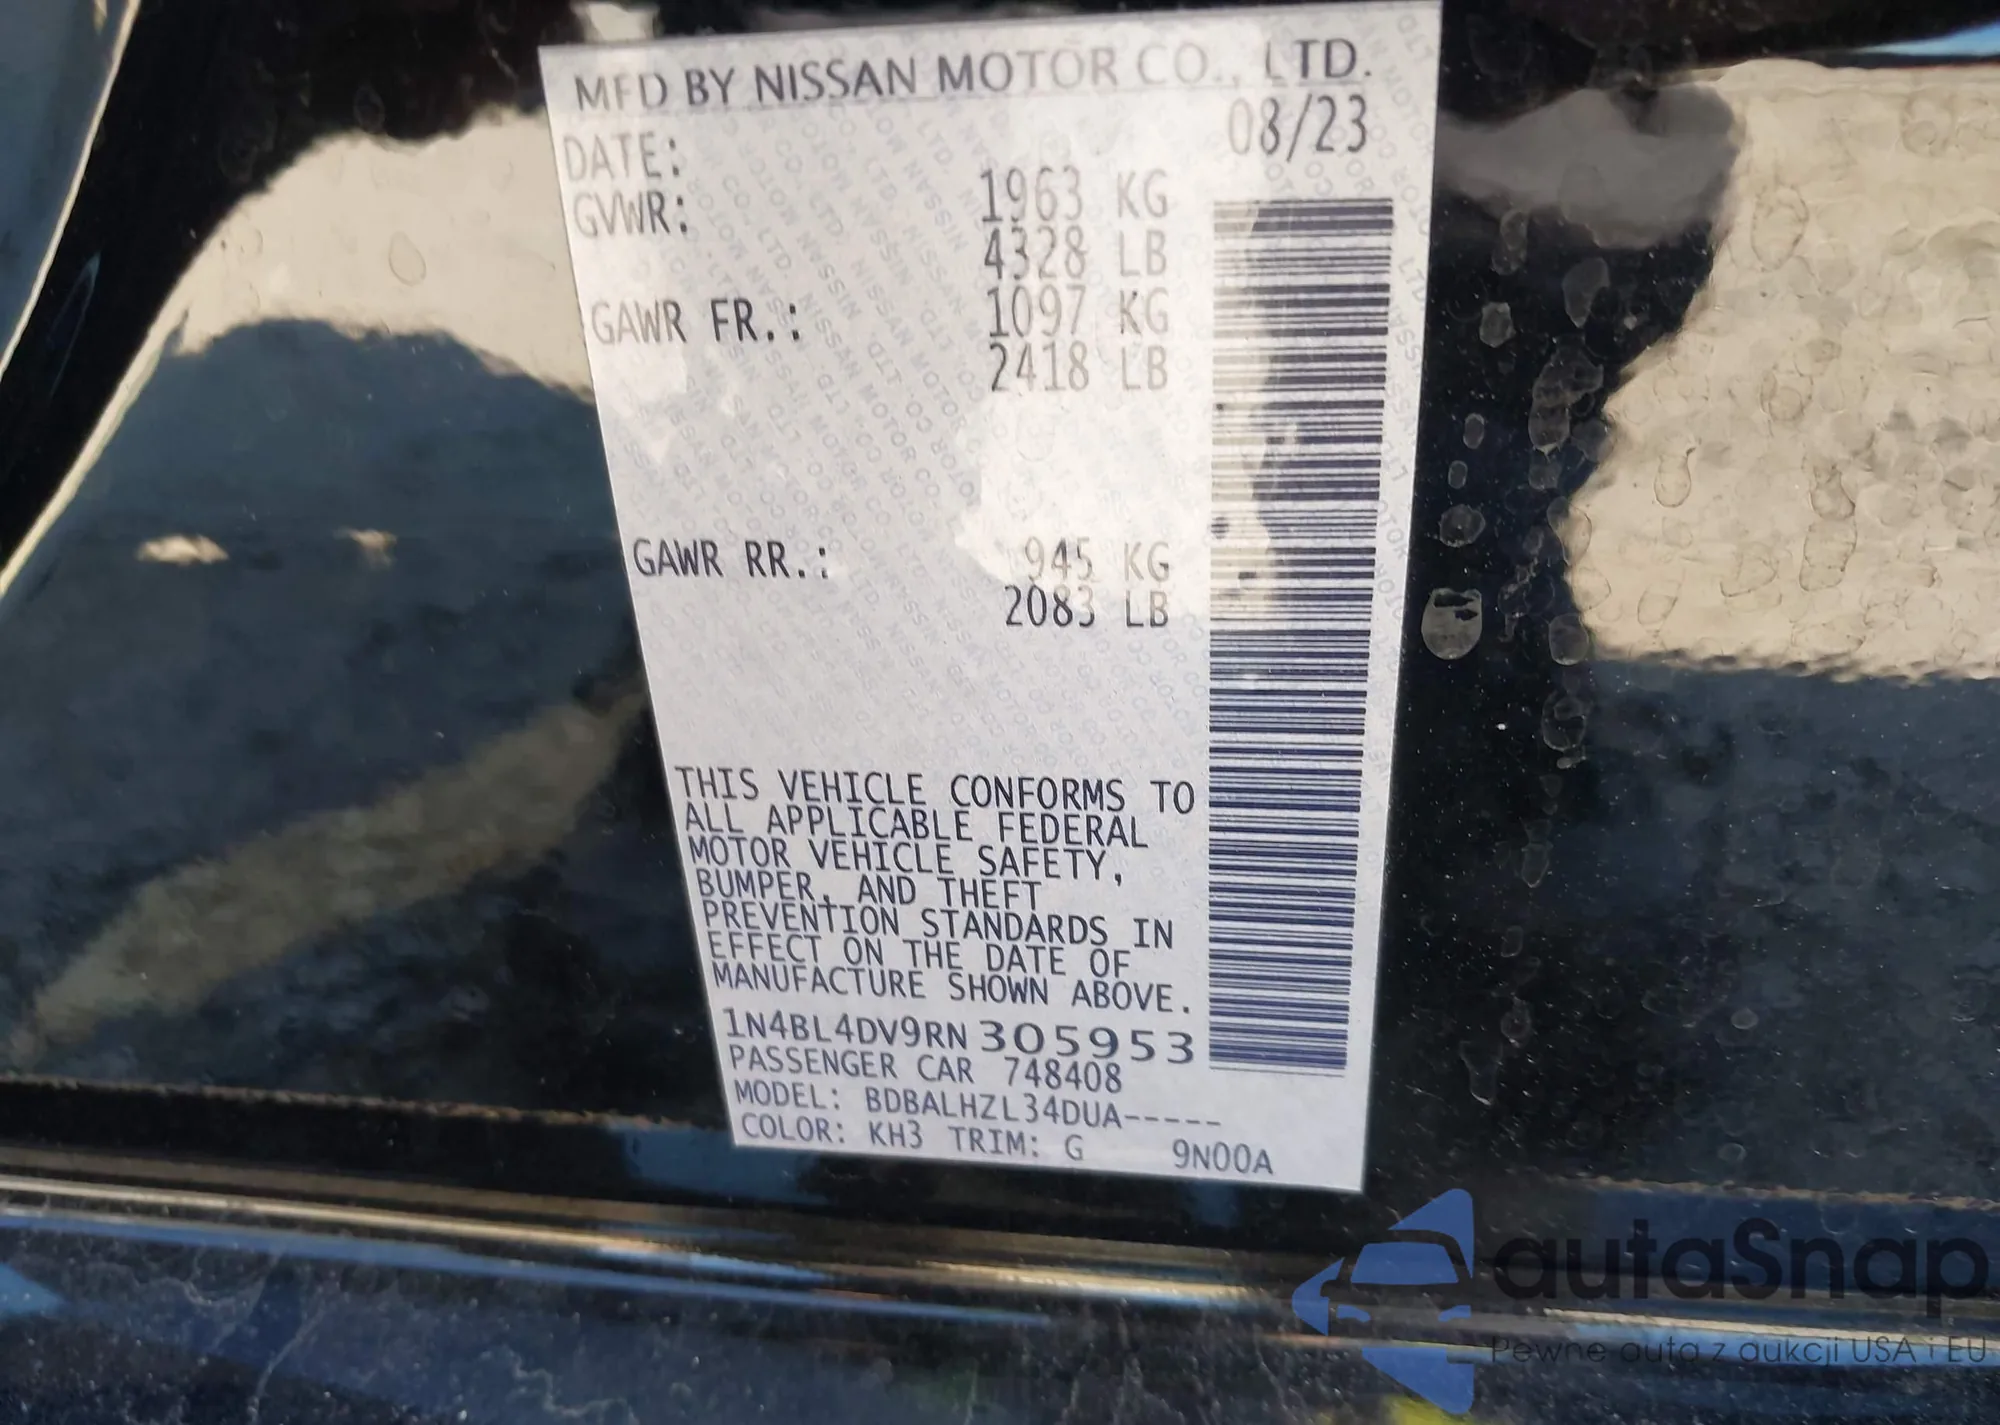 MFD BY NISSAN MOTOR CO., LTD.
DATE: 08/23
GVWR: 1963 KG
4328 LB
GAWR FR.: 1097 KG
2418 LB
GAWR RR.: 945 KG
2083 LB
THIS VEHICLE CONFORMS TO
ALL APPLICABLE FEDERAL
MOTOR VEHICLE SAFETY,
BUMPER, AND THEFT
PREVENTION STANDARDS IN
EFFECT ON THE DATE OF
MANUFACTURE SHOWN ABOVE.
1N4BL4DV9RN 305953
PASSENGER CAR 748408
MODEL: BDBALHZL34DUA-----
COLOR: KH3 TRIM: G 9N00A
autaSnap
Pewne auta z aukcji USA i EU